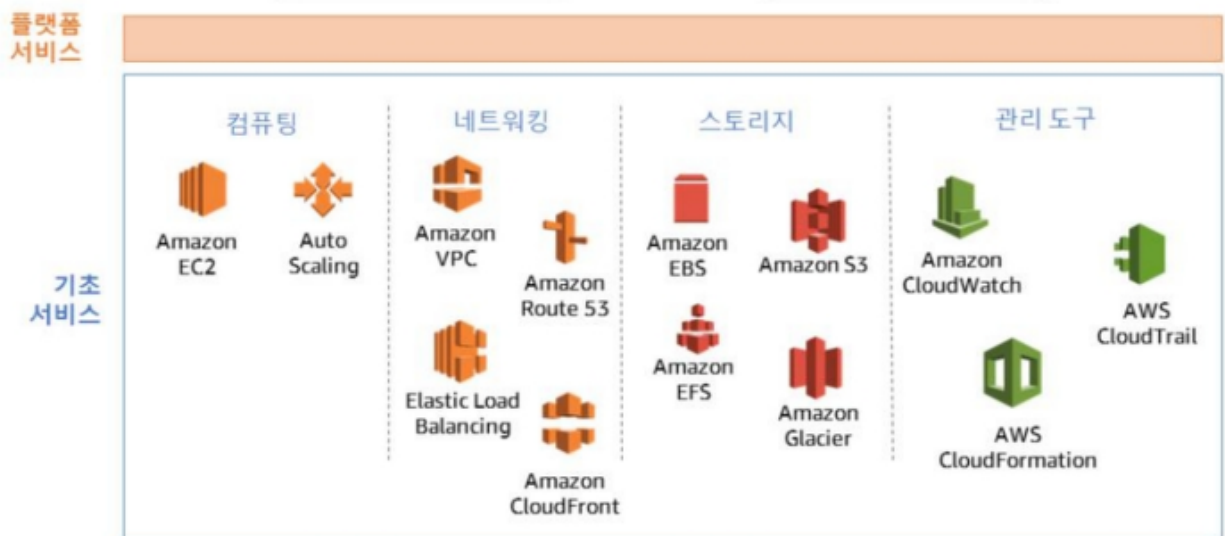 플랫폼
서비스
기초
서비스
컴퓨팅
Amazon
EC2
Auto
Scaling
네트워킹
Amazon
VPC
Amazon
Route 53
Elastic Load
Balancing
Amazon
CloudFront
스토리지
Amazon
EBS
Amazon S3
Amazon
EFS
Amazon
Glacier
관리 도구
Amazon
CloudWatch
AWS
CloudTrail
AWS
CloudFormation